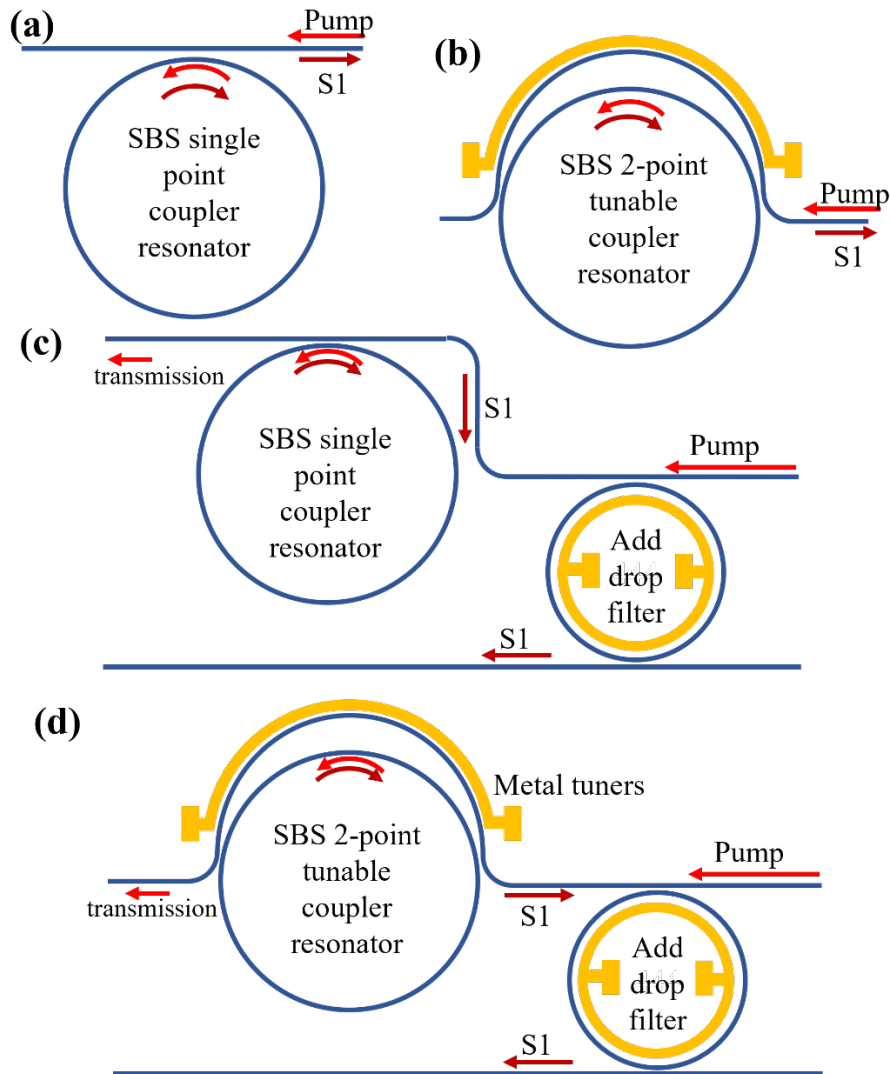 (a)
Pump
S1
SBS single
point
coupler
resonator
(b)
SBS 2-point
tunable
coupler
resonator
Pump
S1
(c)
transmission
SBS single
point
coupler
resonator
S1
Pump
Add
drop
filter
S1
(d)
Metal tuners
SBS 2-point
tunable
coupler
resonator
transmission
Pump
S1
Add
drop
filter
S1